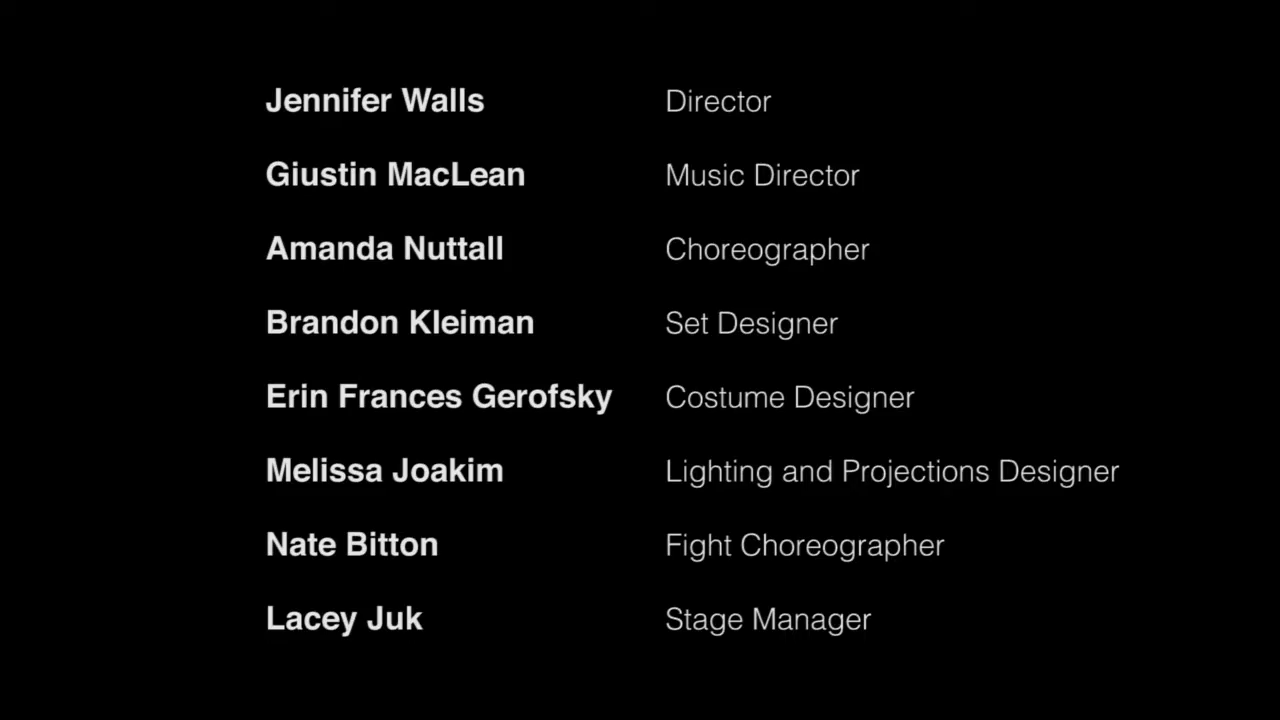 Jennifer Walls Director
Giustin MacLean Music Director
Amanda Nuttall Choreographer
Brandon Kleiman Set Designer
Erin Frances Gerofsky Costume Designer
Melissa Joakim Lighting and Projections Designer
Nate Bitton Fight Choreographer
Lacey Juk Stage Manager